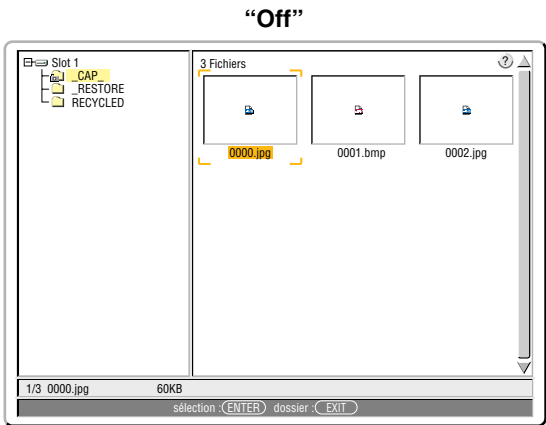 “Off”
Slot 1
_CAP_
_RESTORE
RECYCLED
3 Fichiers
?
0000.jpg 0001.bmp 0002.jpg
1/3 0000.jpg 60KB
sélection :ENTER dossier :EXIT